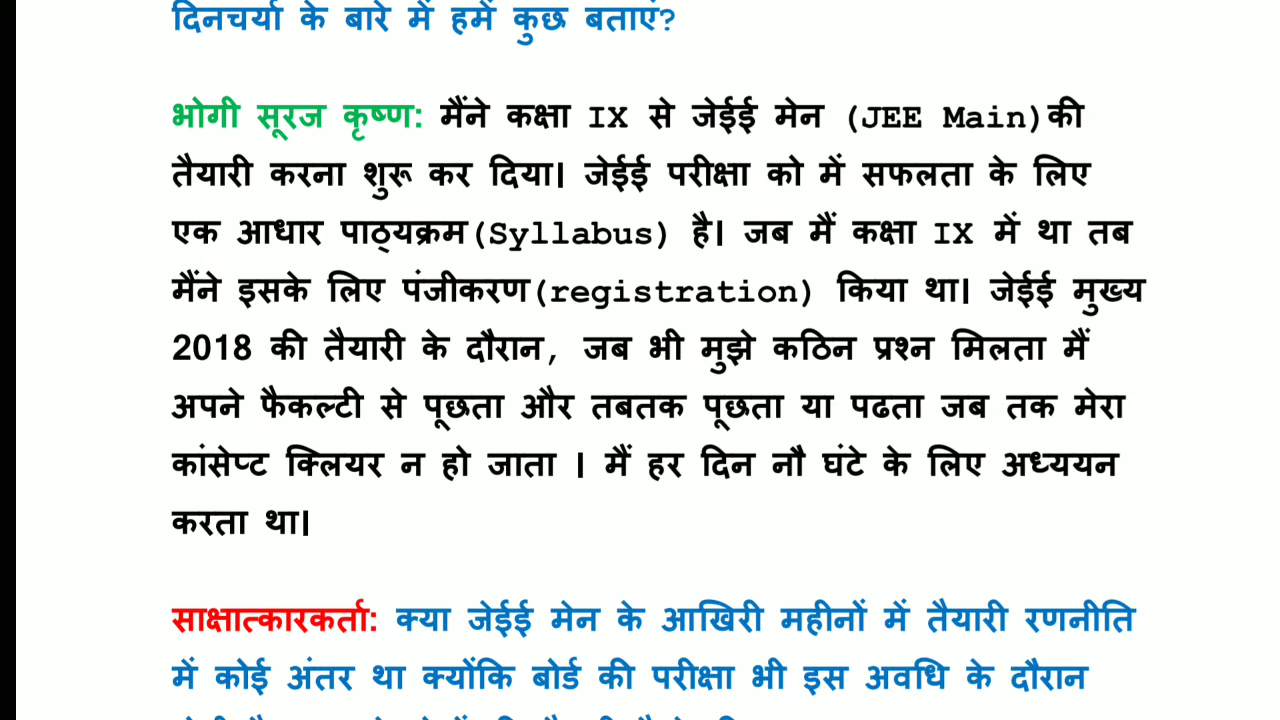 दिनचर्या के बारे में हमें कुछ बताएं?
भोगी सूरज कृष्ण: मैंने कक्षा IX से जेईई मेन (JEE Main)की
तैयारी करना शुरू कर दिया। जेईई परीक्षा को में सफलता के लिए
एक आधार पाठ्यक्रम(Syllabus) है। जब मैं कक्षा IX में था तब
मैंने इसके लिए पंजीकरण(registration) किया था। जेईई मुख्य
2018 की तैयारी के दौरान, जब भी मुझे कठिन प्रश्न मिलता मैं
अपने फैकल्टी से पूछता और तबतक पूछता या पढता जब तक मेरा
कांसेप्ट क्लियर न हो जाता । मैं हर दिन नौ घंटे के लिए अध्ययन
करता था।
साक्षात्कारकर्ता: क्या जेईई मेन के आखिरी महीनों में तैयारी रणनीति
में कोई अंतर था क्योंकि बोर्ड की परीक्षा भी इस अवधि के दौरान